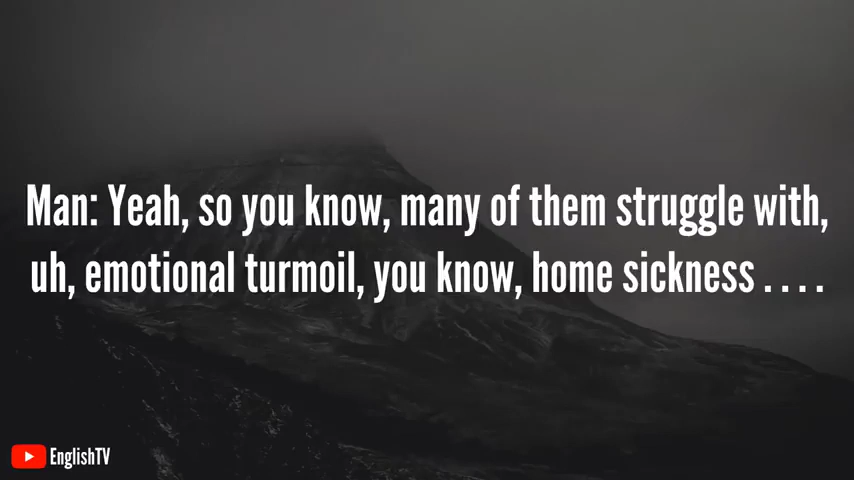 Man: Yeah, so you know, many of them struggle with,
uh, emotional turmoil, you know, home sickness . . . .
EnglishTV